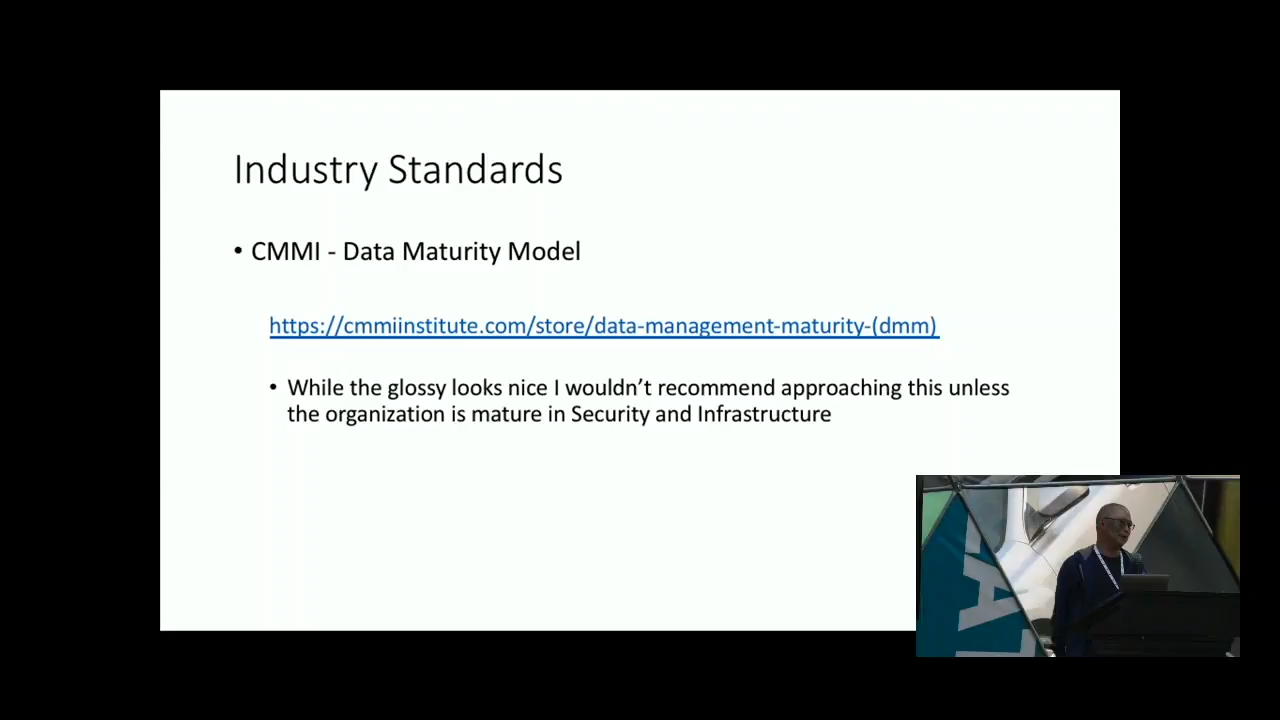 Industry Standards
• CMMI - Data Maturity Model
https://cmmiinstitute.com/store/data-management-maturity-(dmm)
• While the glossy looks nice I wouldn’t recommend approaching this unless
the organization is mature in Security and Infrastructure